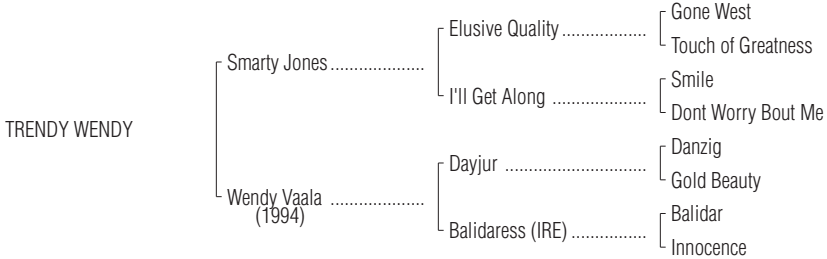 Gone West
Elusive Quality ..................
Touch of Greatness
Smarty Jones ....................
Smile
I'll Get Along ....................
Dont Worry Bout Me
TRENDY WENDY
Danzig
Dayjur ..............................
Gold Beauty
Wendy Vaala ....................
(1994)
Balidar
Balidaress (IRE) ................
Innocence